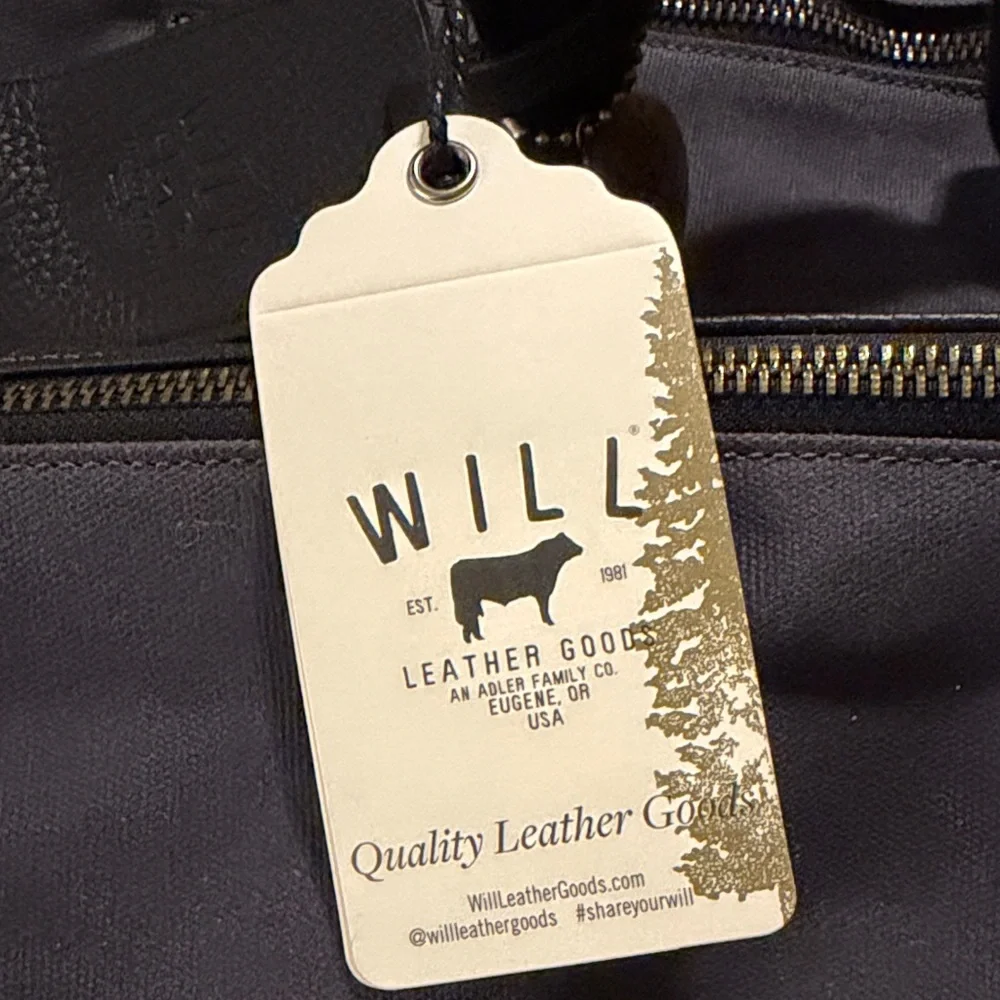 WILL®
EST. 1981
LEATHER GOODS
AN ADLER FAMILY CO.
EUGENE, OR
USA
Quality Leather Goods
WillLeatherGoods.com
@willleathergoods #shareyourwill